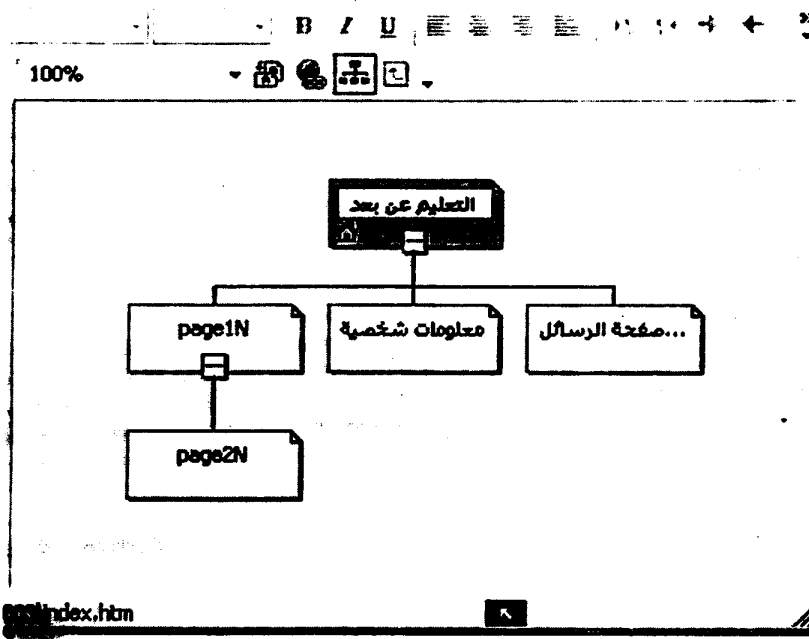 B I U
100%
التعليم عن بعد
page1N
معلومات شخصية
صفحة الرسائل...
page2N
index.htm